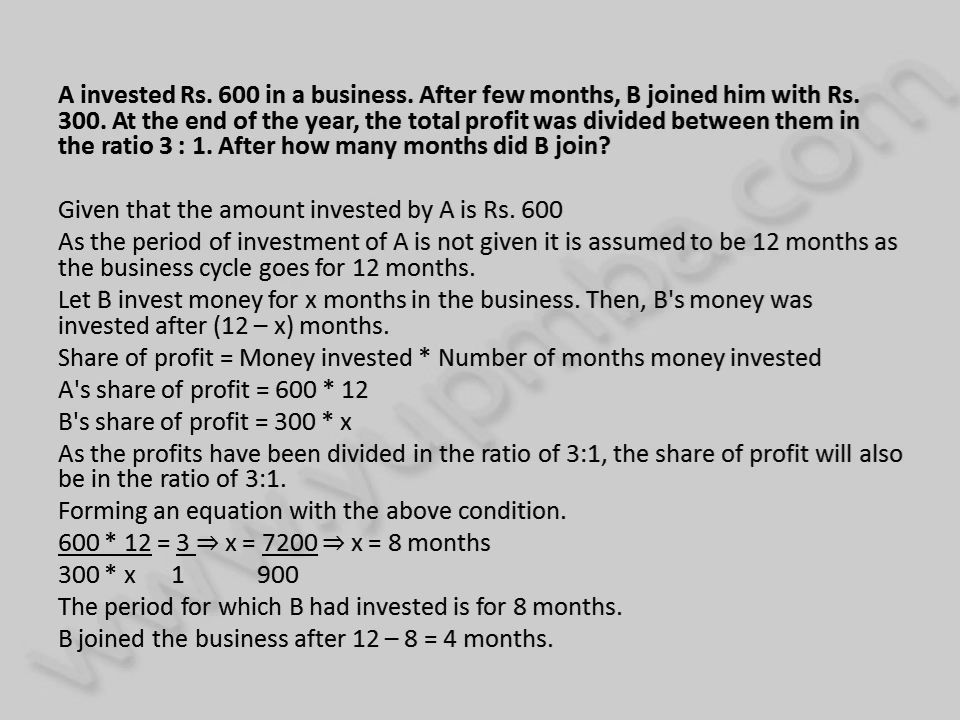 A invested Rs. 600 in a business. After few months, B joined him with Rs.
300. At the end of the year, the total profit was divided between them in
the ratio 3 : 1. After how many months did B join?
Given that the amount invested by A is Rs. 600
As the period of investment of A is not given it is assumed to be 12 months as
the business cycle goes for 12 months.
Let B invest money for x months in the business. Then, B's money was
invested after (12 – x) months.
Share of profit = Money invested * Number of months money invested
A's share of profit = 600 * 12
B's share of profit = 300 * x
As the profits have been divided in the ratio of 3:1, the share of profit will also
be in the ratio of 3:1.
Forming an equation with the above condition.
600 * 12 = 3 ⇒ x = 7200 ⇒ x = 8 months
300 * x 1 900
The period for which B had invested is for 8 months.
B joined the business after 12 – 8 = 4 months.
www.yupmba.com